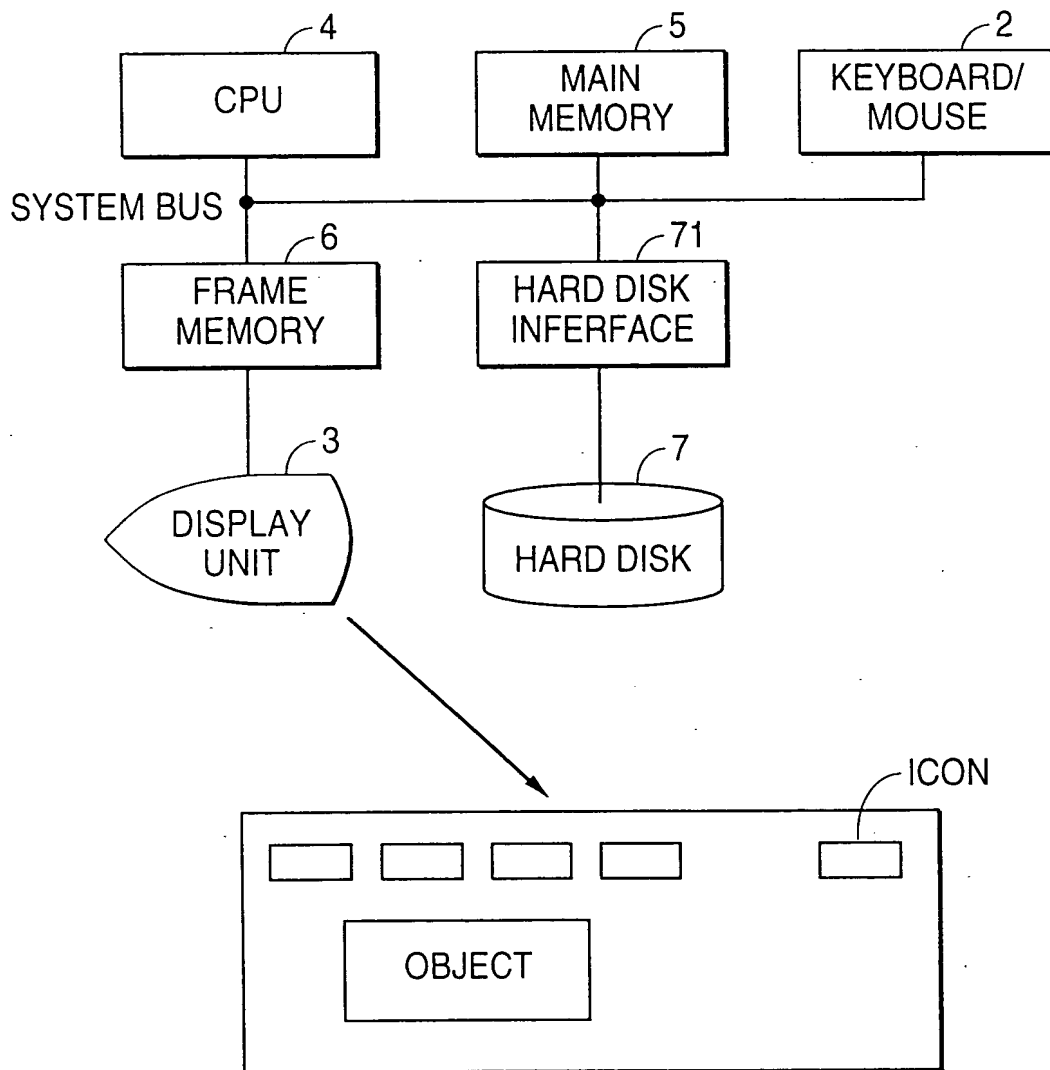 4
5
2
CPU
MAIN
MEMORY
KEYBOARD/
MOUSE
SYSTEM BUS
6
71
FRAME
MEMORY
HARD DISK
INFERFACE
3
7
DISPLAY
UNIT
HARD DISK
ICON
OBJECT